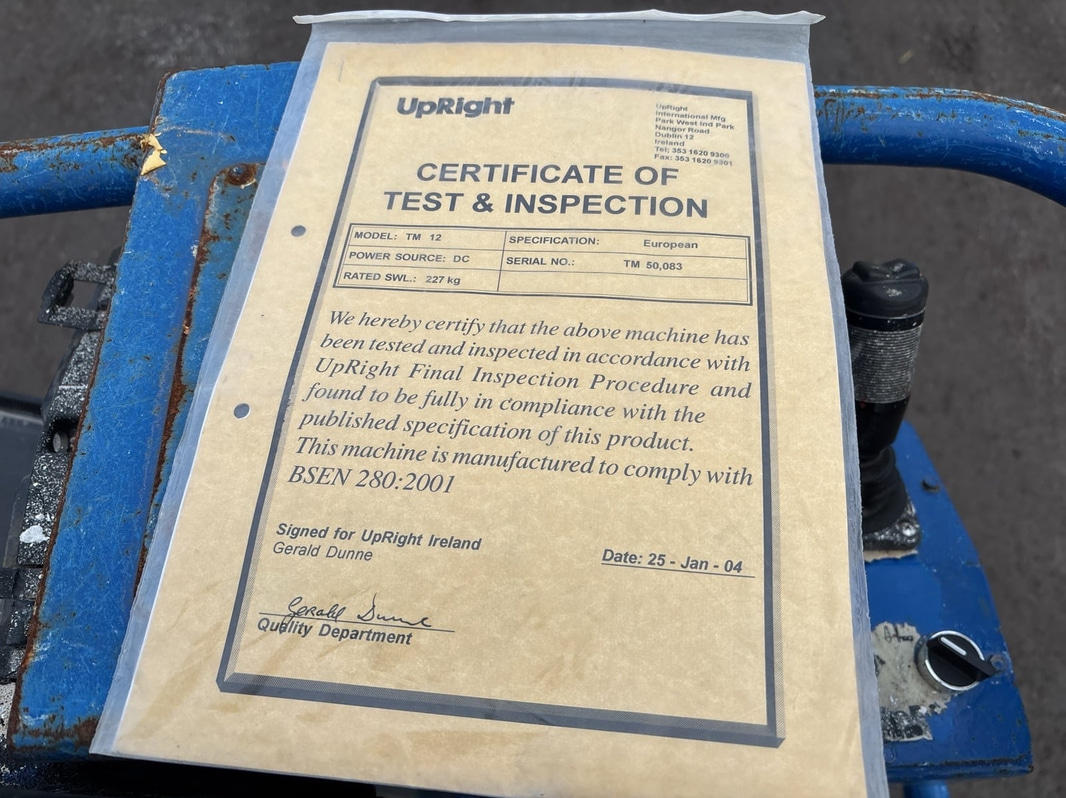 UpRight
UpRight
International Mfg
Park West Ind Park
Nangor Road
Dublin 12
Ireland
Tel: 353 1620 9300
Fax: 353 1620 9301
CERTIFICATE OF
TEST & INSPECTION
MODEL: TM 12
SPECIFICATION: European
POWER SOURCE: DC
SERIAL NO.: TM 50,083
RATED SWL.: 227 kg
We hereby certify that the above machine has
been tested and inspected in accordance with
UpRight Final Inspection Procedure and
found to be fully in compliance with the
published specification of this product.
This machine is manufactured to comply with
BSEN 280:2001
Signed for UpRight Ireland
Gerald Dunne
Date: 25 - Jan - 04
Gerald Dunne
Quality Department